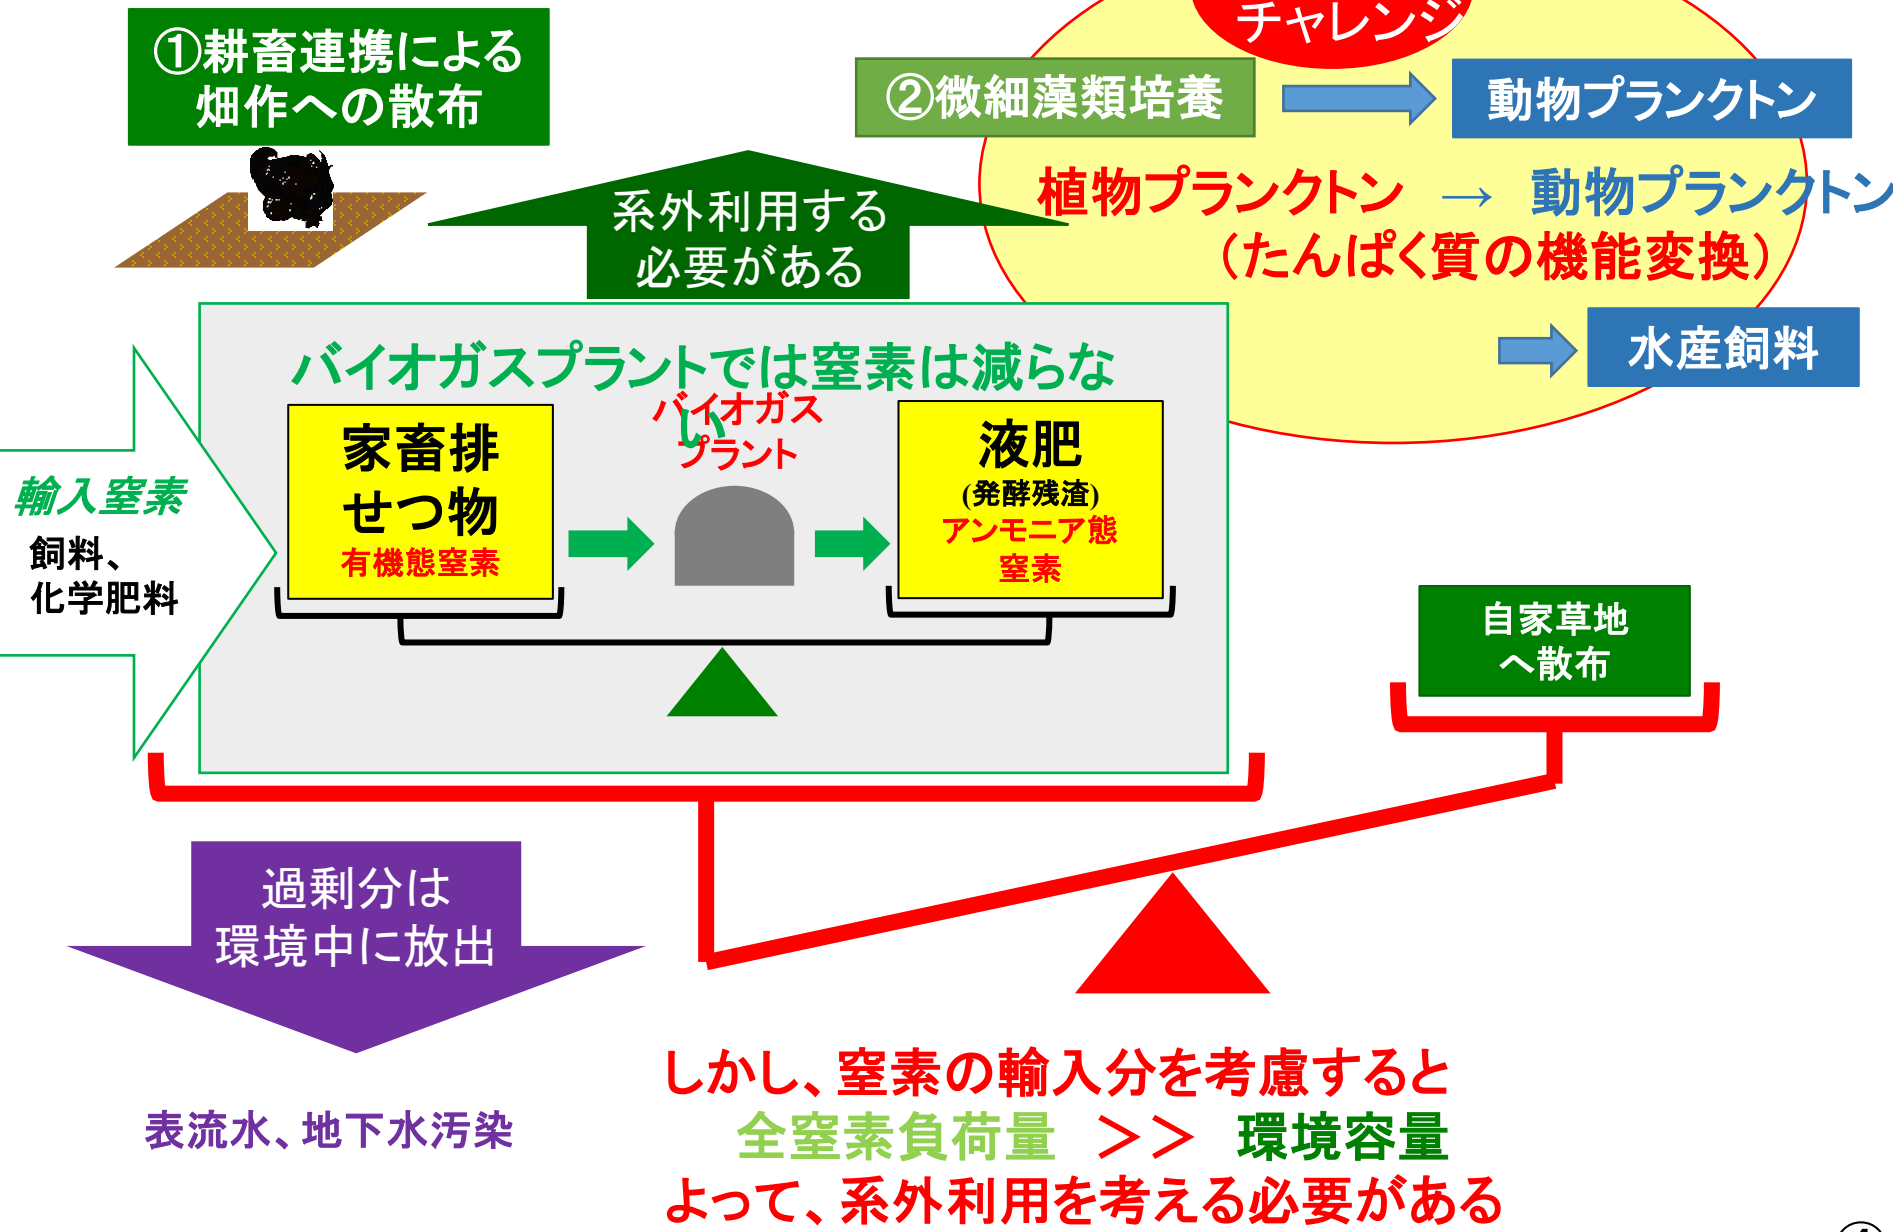 ①耕畜連携による
畑作への散布
チャレンジ
②微細藻類培養
動物プランクトン
植物プランクトン → 動物プランクトン
（たんぱく質の機能変換）
水産飼料
系外利用する
必要がある
バイオガスプラントでは窒素は減らな
い
輸入窒素
飼料、
化学肥料
家畜排
せつ物
有機態窒素
バイオガス
プラント
液肥
(発酵残渣)
アンモニア態
窒素
自家草地
へ散布
過剰分は
環境中に放出
表流水、地下水汚染
しかし、窒素の輸入分を考慮すると
全窒素負荷量 ＞＞ 環境容量
よって、系外利用を考える必要がある